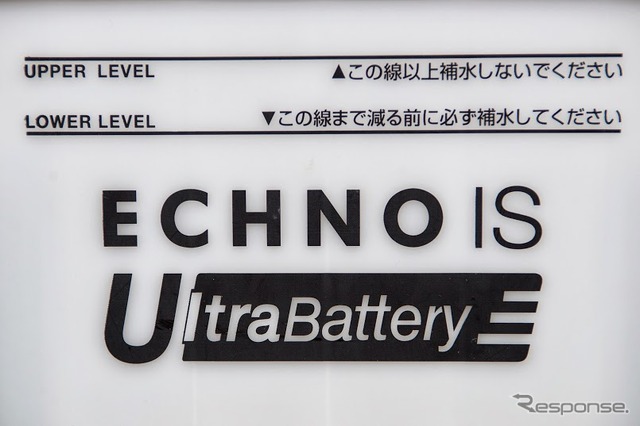 UPPER LEVEL ▲この線以上補水しないでください
LOWER LEVEL ▼この線まで減る前に必ず補水してください
ECHNO IS
UltraBattery
Response.